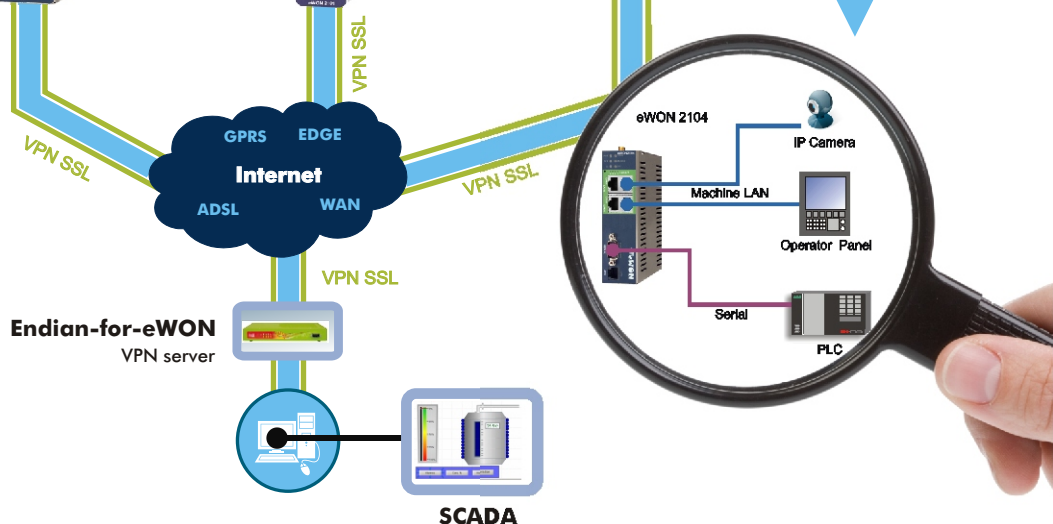 VPN SSL
eWON 2104
GPRS EDGE
IP Camera
VPN SSL
Internet
VPN SSL
Machine LAN
ADSL WAN
Operator Panel
VPN SSL
Endian-for-eWON
VPN server
Serial
PLC
SCADA